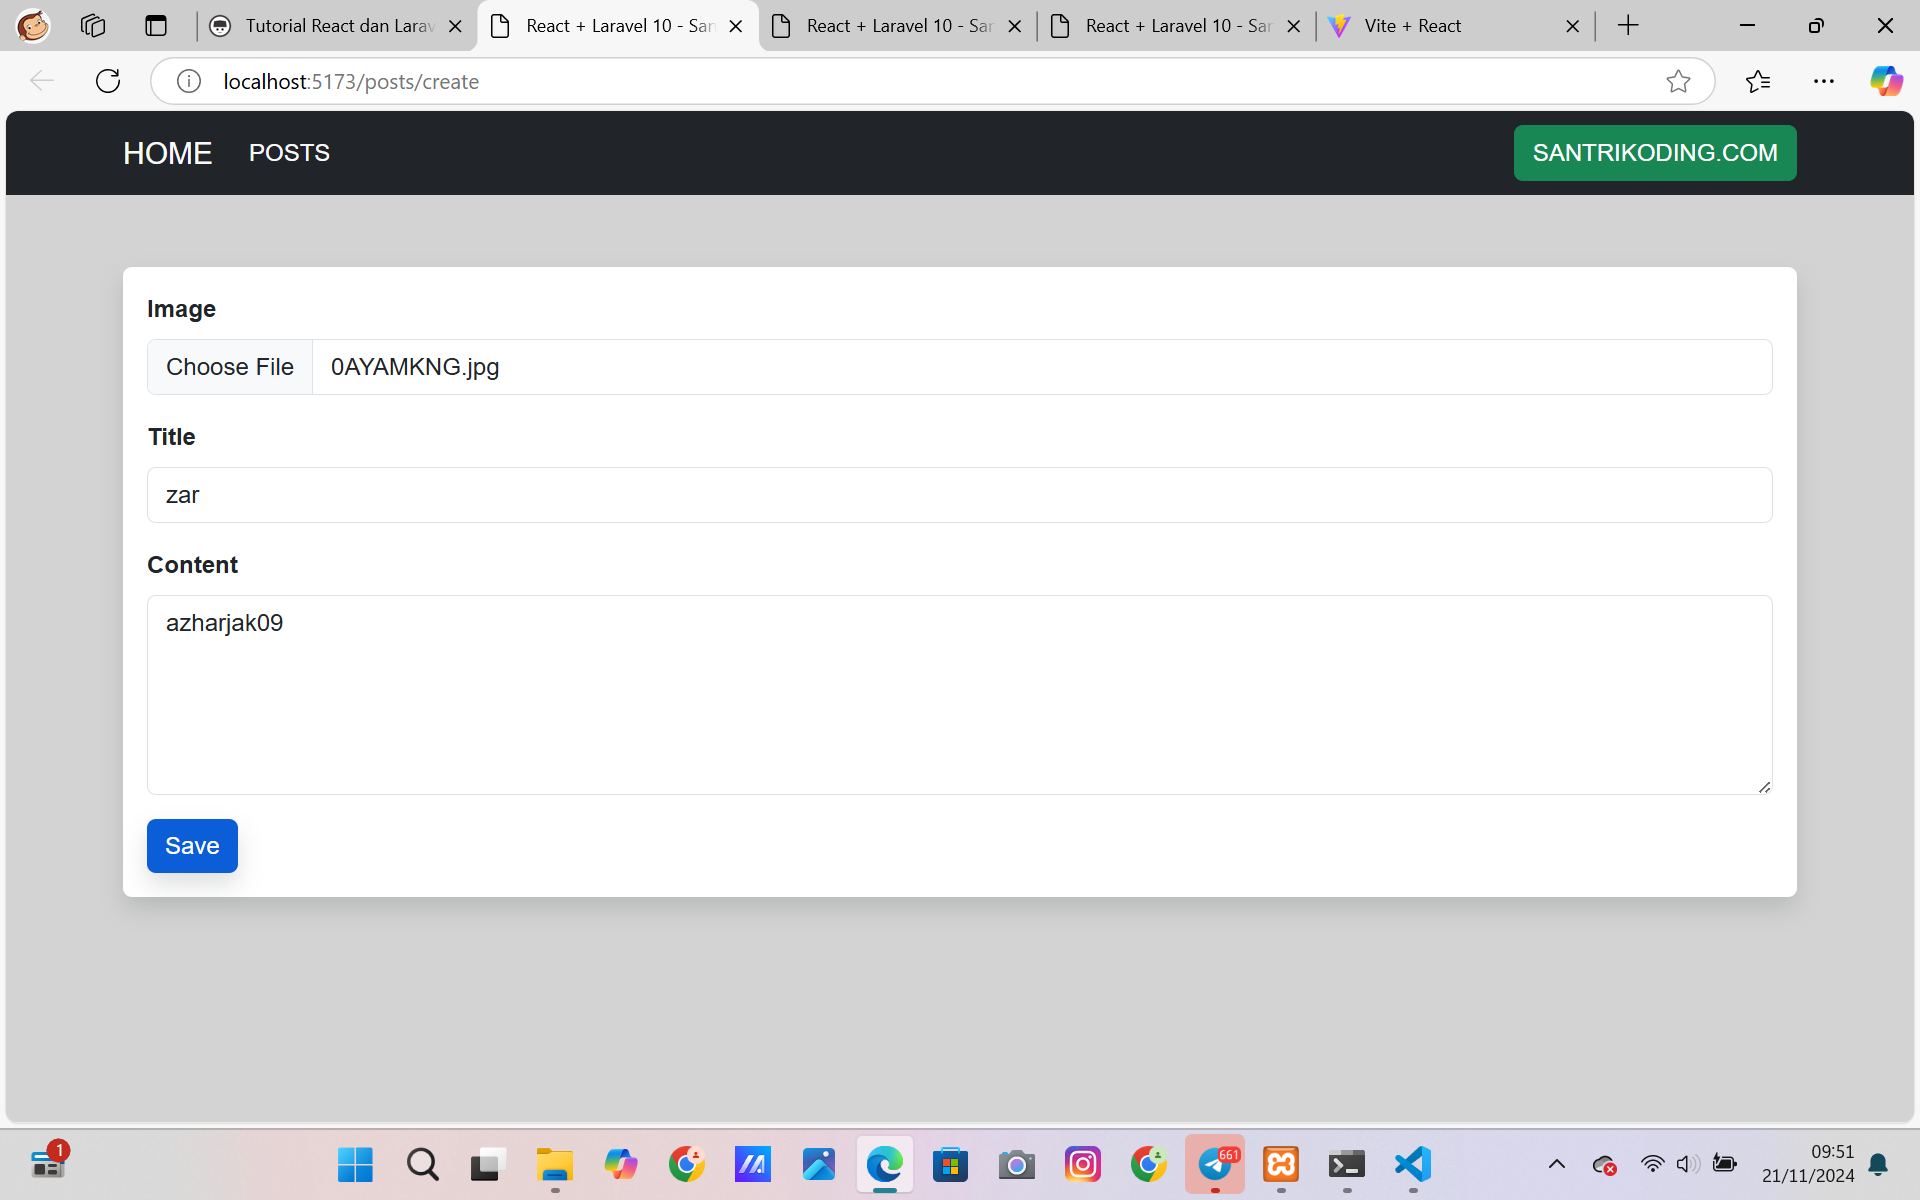 Tutorial React dan Larav
React + Laravel 10 - San
React + Laravel 10 - Sar
React + Laravel 10 - Sar
Vite + React
localhost:5173/posts/create
HOME
POSTS
SANTRIKODING.COM
Image
Choose File
0AYAMKNG.jpg
Title
zar
Content
azharjak09
Save
1
661
09:51
21/11/2024